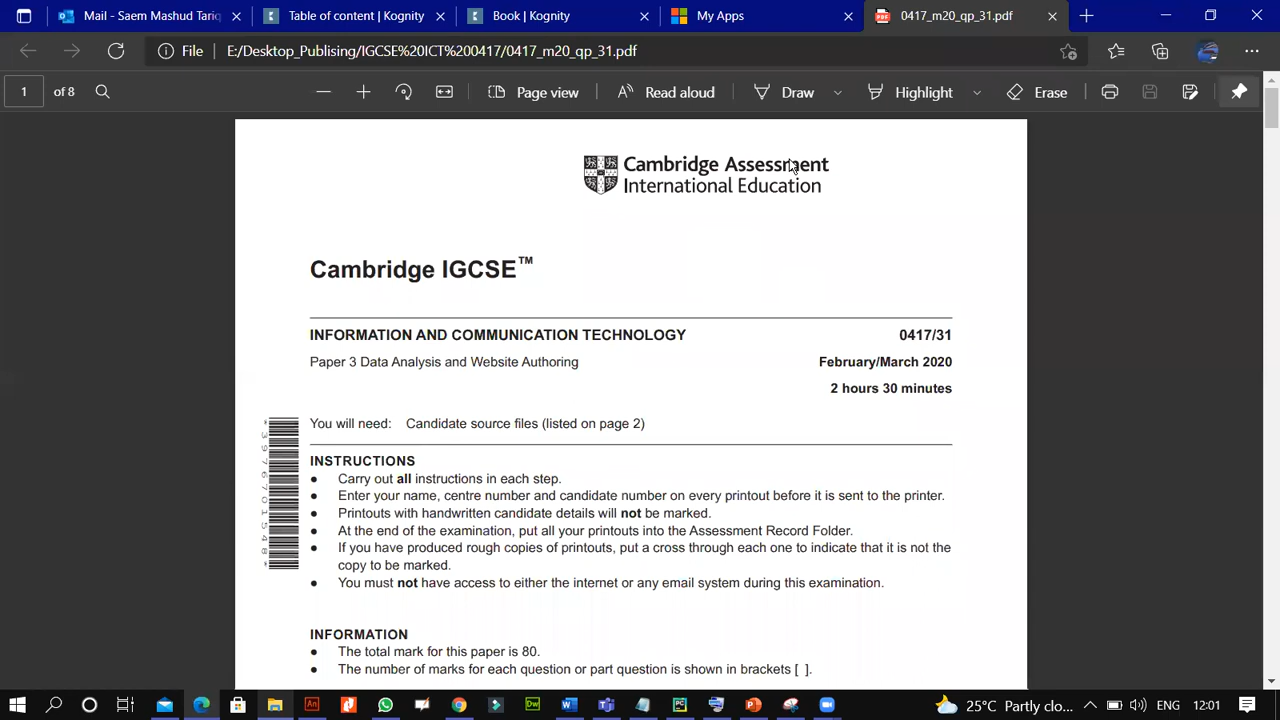 Mail - Saem Mashud Tariq
Table of content | Kognity
Book | Kognity
My Apps
PDF
0417_m20_qp_31.pdf
File
E:/Desktop_Publising/IGCSE%20ICT%200417/0417_m20_qp_31.pdf
1
of 8
Page view
A
Read aloud
Draw
Highlight
Erase
Cambridge Assessment
International Education
Cambridge IGCSE™
INFORMATION AND COMMUNICATION TECHNOLOGY
0417/31
Paper 3 Data Analysis and Website Authoring
February/March 2020
2 hours 30 minutes
You will need: Candidate source files (listed on page 2)
*3976701548*
INSTRUCTIONS
● Carry out all instructions in each step.
● Enter your name, centre number and candidate number on every printout before it is sent to the printer.
● Printouts with handwritten candidate details will not be marked.
● At the end of the examination, put all your printouts into the Assessment Record Folder.
● If you have produced rough copies of printouts, put a cross through each one to indicate that it is not the
copy to be marked.
● You must not have access to either the internet or any email system during this examination.
INFORMATION
● The total mark for this paper is 80.
● The number of marks for each question or part question is shown in brackets [ ].
An
Dw
25°C Partly clo...
ENG
12:01